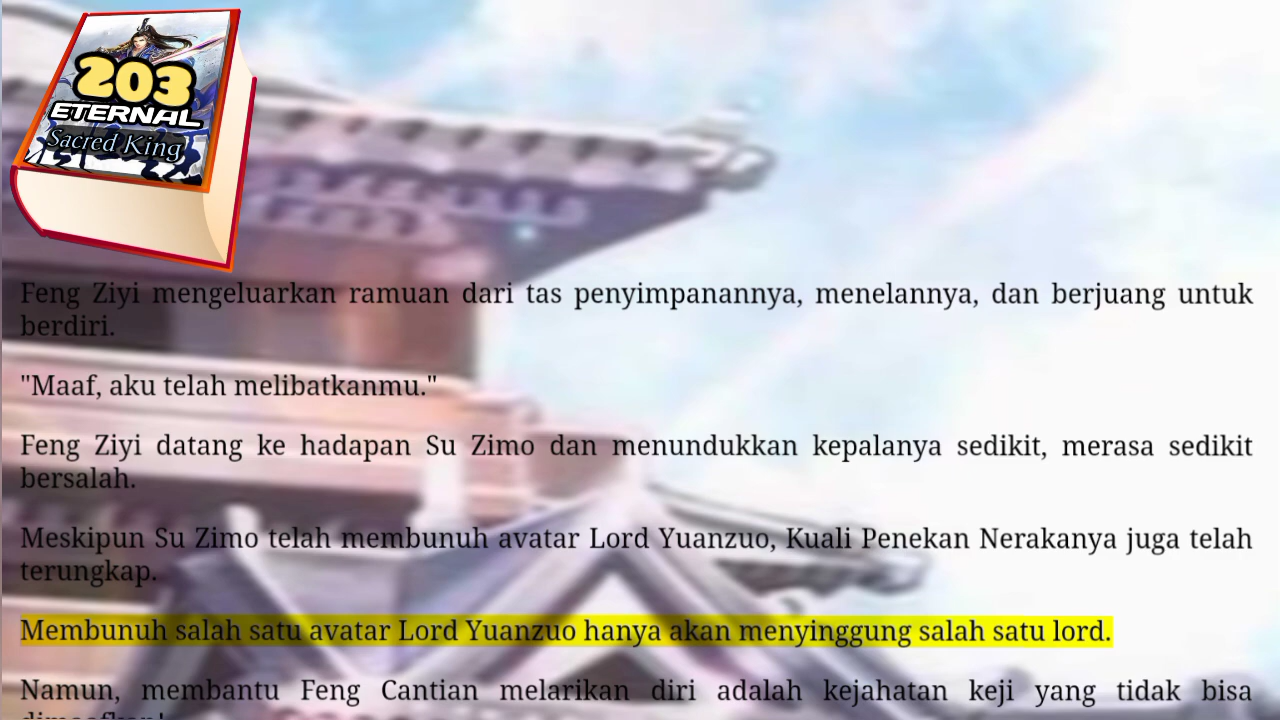 203
ETERNAL
Sacred King
Feng Ziyi mengeluarkan ramuan dari tas penyimpanannya, menelannya, dan berjuang untuk
berdiri.
"Maaf, aku telah melibatkanmu."
Feng Ziyi datang ke hadapan Su Zimo dan menundukkan kepalanya sedikit, merasa sedikit
bersalah.
Meskipun Su Zimo telah membunuh avatar Lord Yuanzuo, Kuali Penekan Nerakanya juga telah
terungkap.
Membunuh salah satu avatar Lord Yuanzuo hanya akan menyinggung salah satu lord.
Namun, membantu Feng Cantian melarikan diri adalah kejahatan keji yang tidak bisa